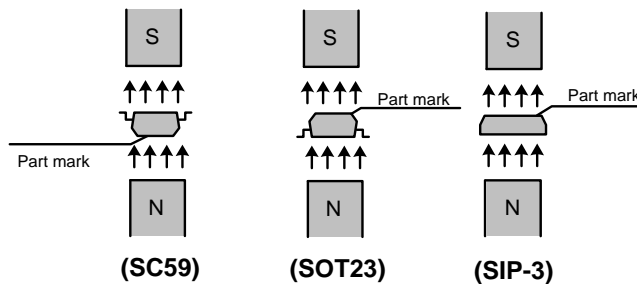 S
S
S
Part mark
Part mark
Part mark
N
N
N
(SC59)
(SOT23)
(SIP-3)